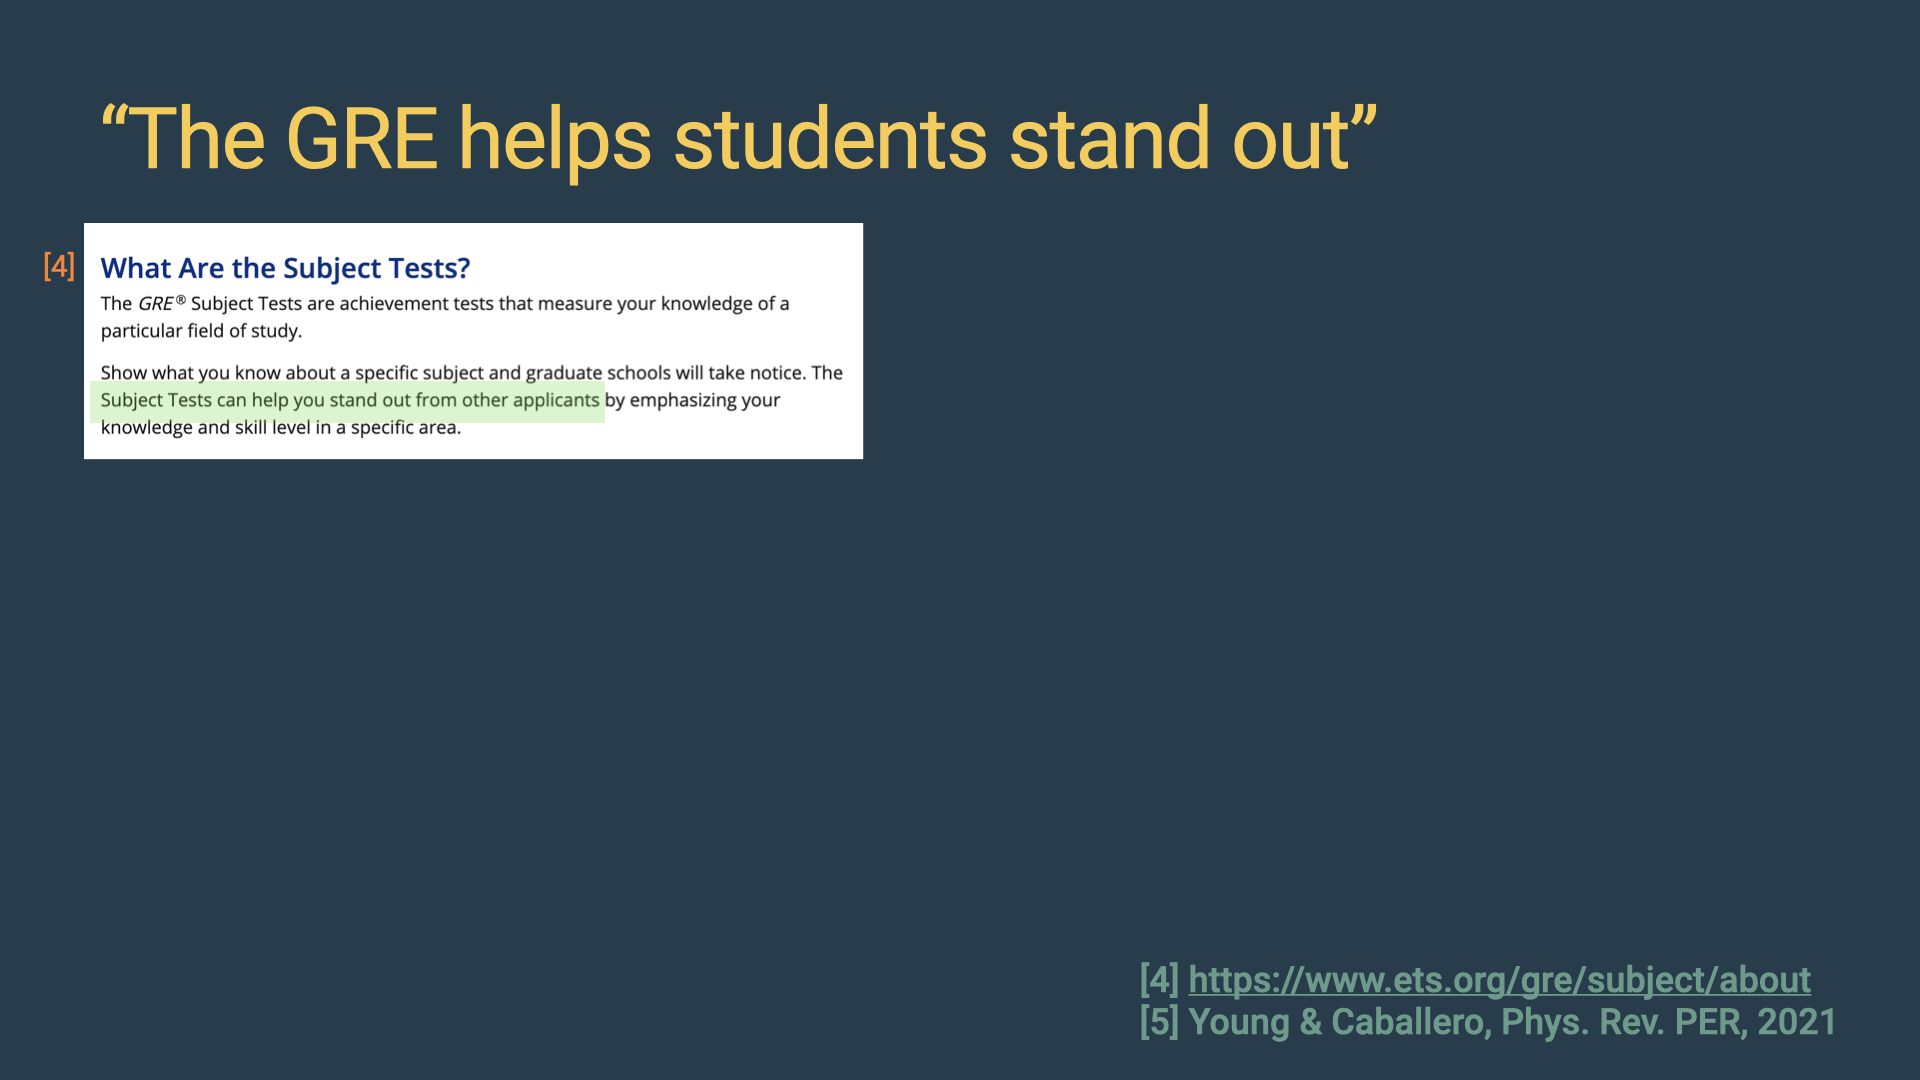 “The GRE helps students stand out”
[4]
What Are the Subject Tests?
The GRE® Subject Tests are achievement tests that measure your knowledge of a
particular field of study.
Show what you know about a specific subject and graduate schools will take notice. The
Subject Tests can help you stand out from other applicants by emphasizing your
knowledge and skill level in a specific area.
[4] https://www.ets.org/gre/subject/about
[5] Young & Caballero, Phys. Rev. PER, 2021